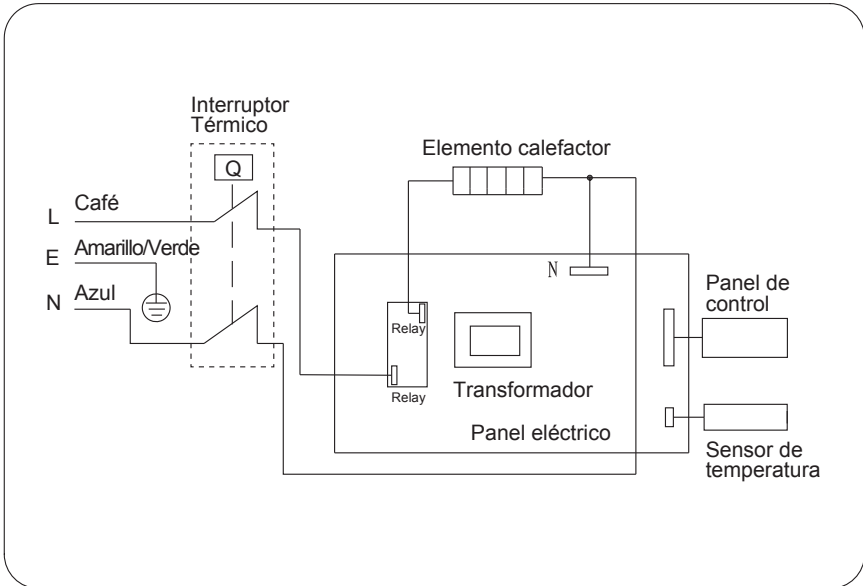 Interruptor
Térmico
Q
L
Café
E
Amarillo/Verde
N
Azul
Elemento calefactor
N
Relay
Relay
Transformador
Panel eléctrico
Panel de
control
Sensor de
temperatura